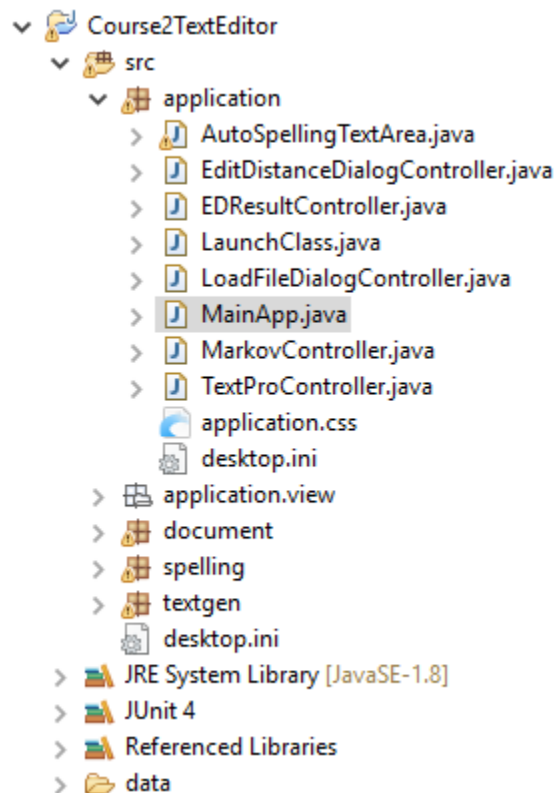 Course2TextEditor
src
application
AutoSpellingTextArea.java
EditDistanceDialogController.java
EDResultController.java
LaunchClass.java
LoadFileDialogController.java
MainApp.java
MarkovController.java
TextProController.java
application.css
desktop.ini
application.view
document
spelling
textgen
desktop.ini
JRE System Library [JavaSE-1.8]
JUnit 4
Referenced Libraries
data